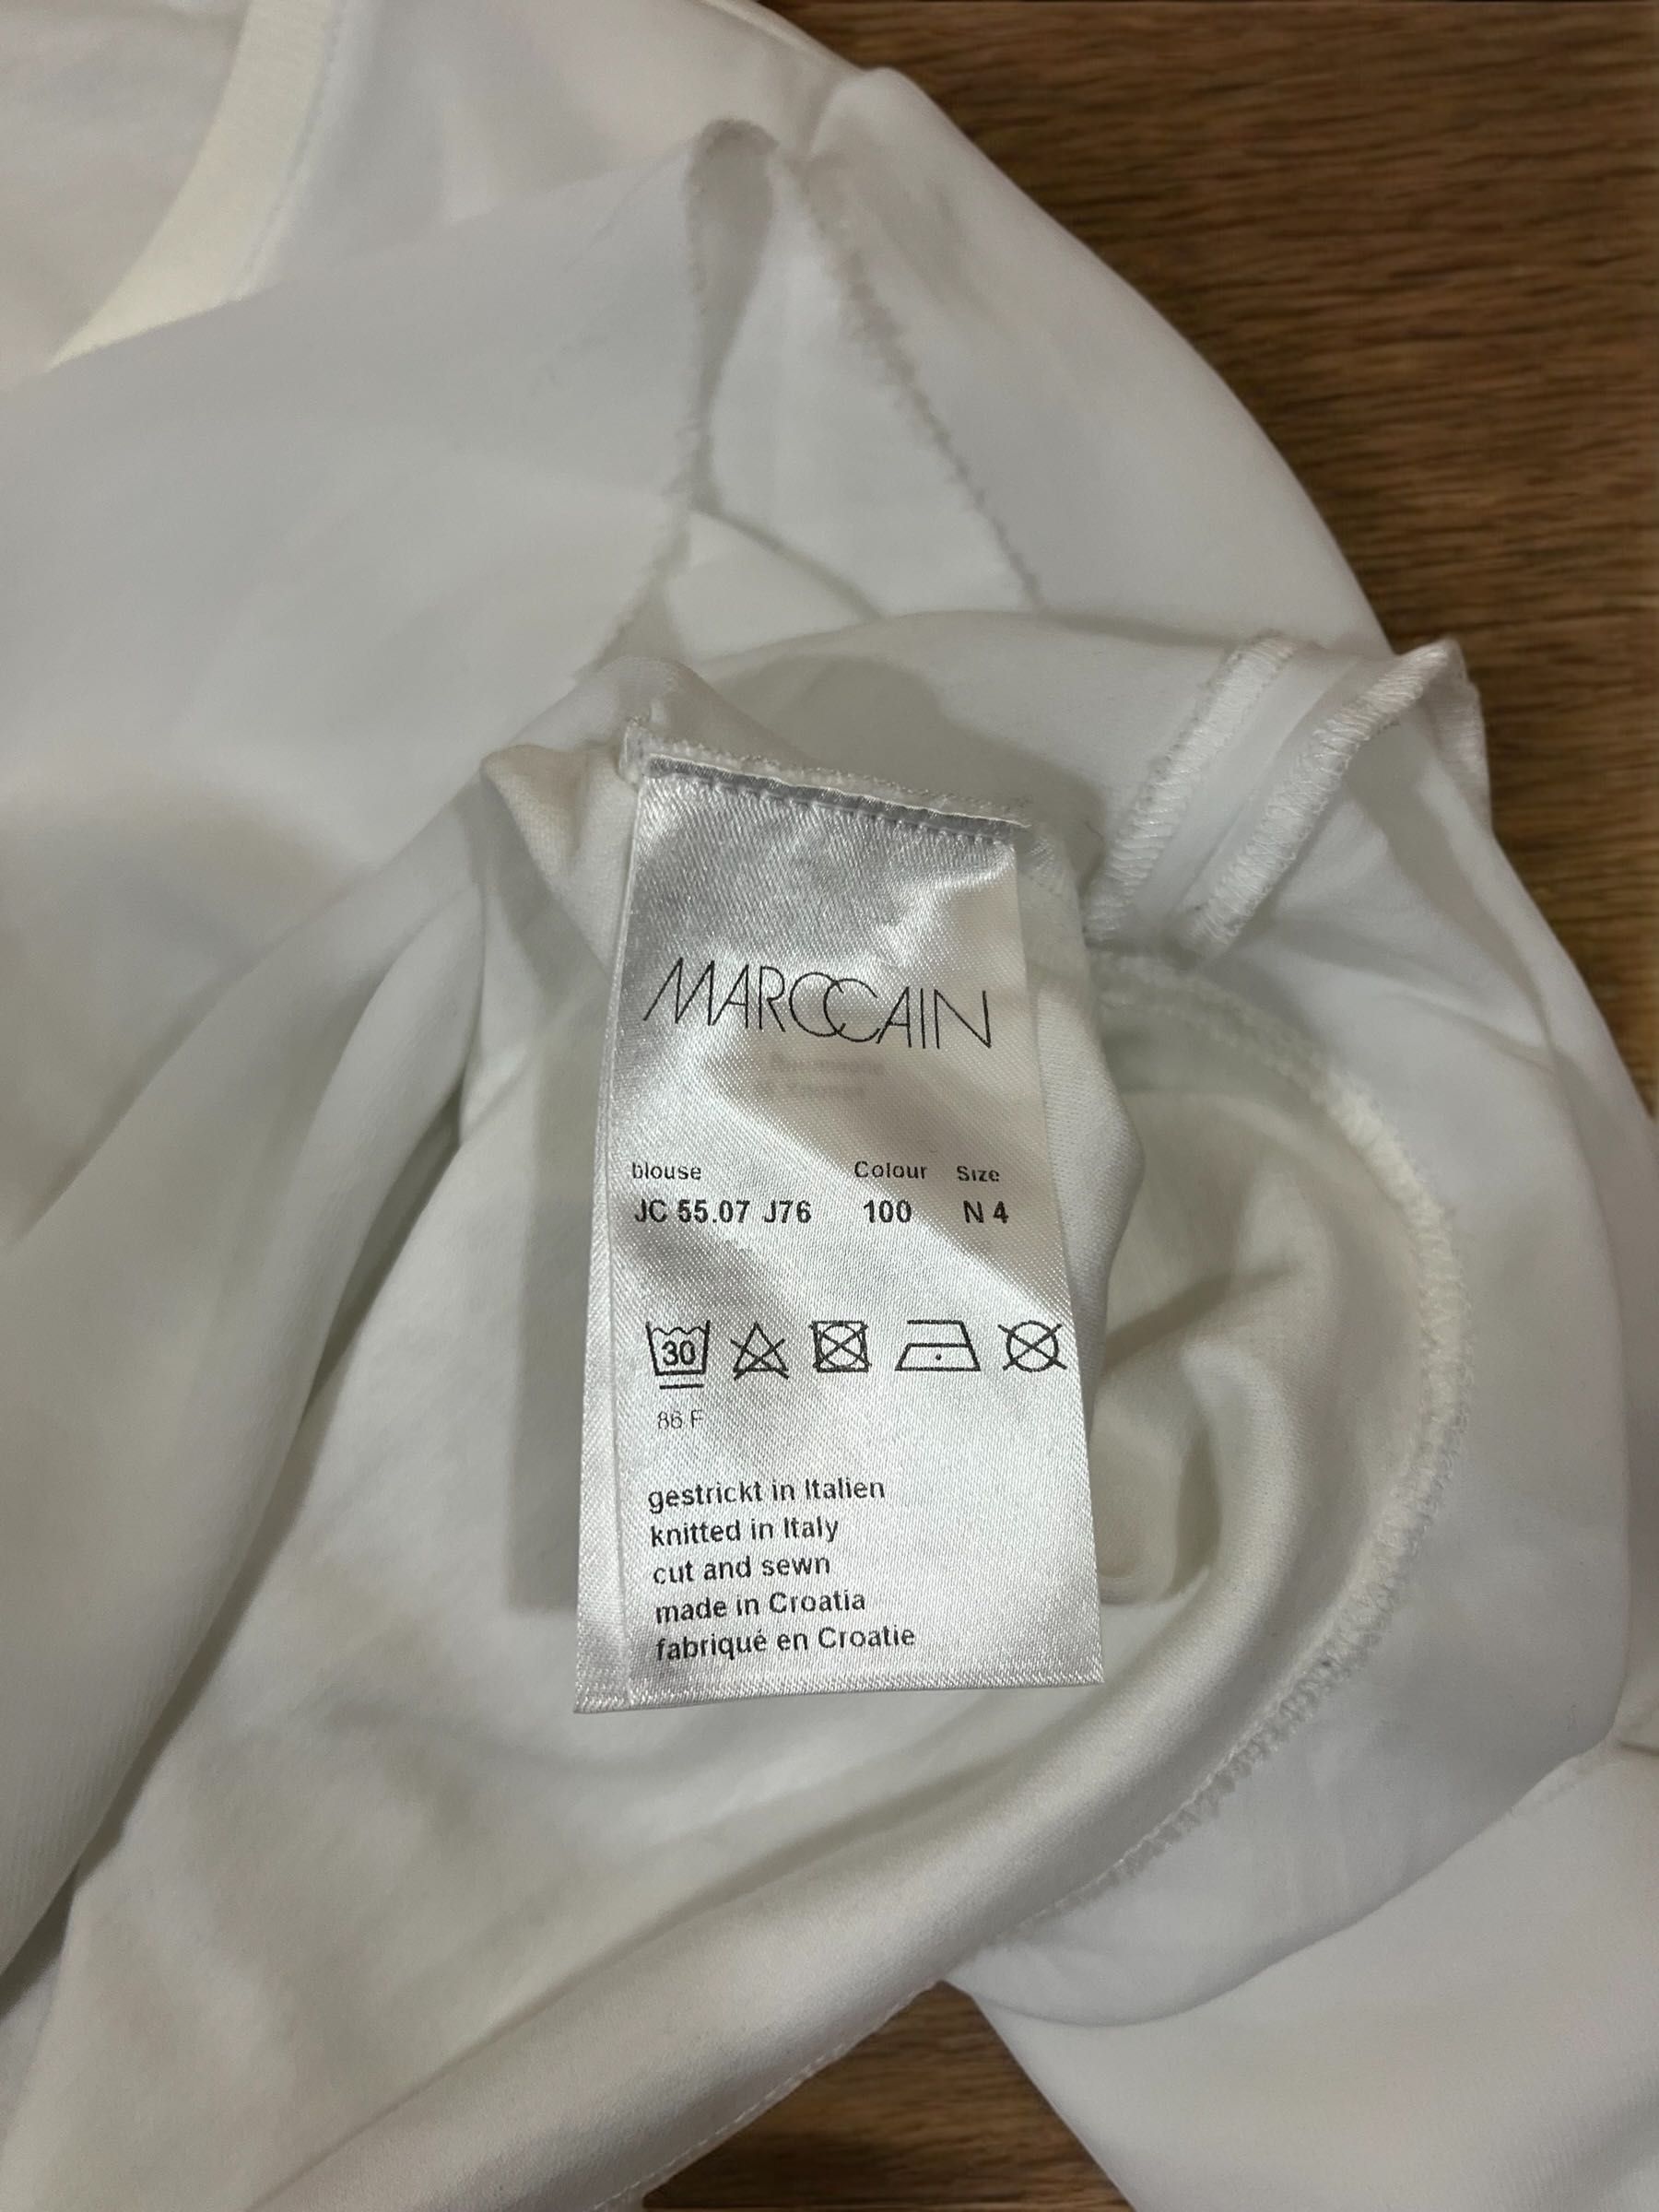 MARCCAIN
blouse Colour Size
JC 55.07 J76 100 N 4
30
86 F
gestrickt in Italien
knitted in Italy
cut and sewn
made in Croatia
fabriqué en Croatie